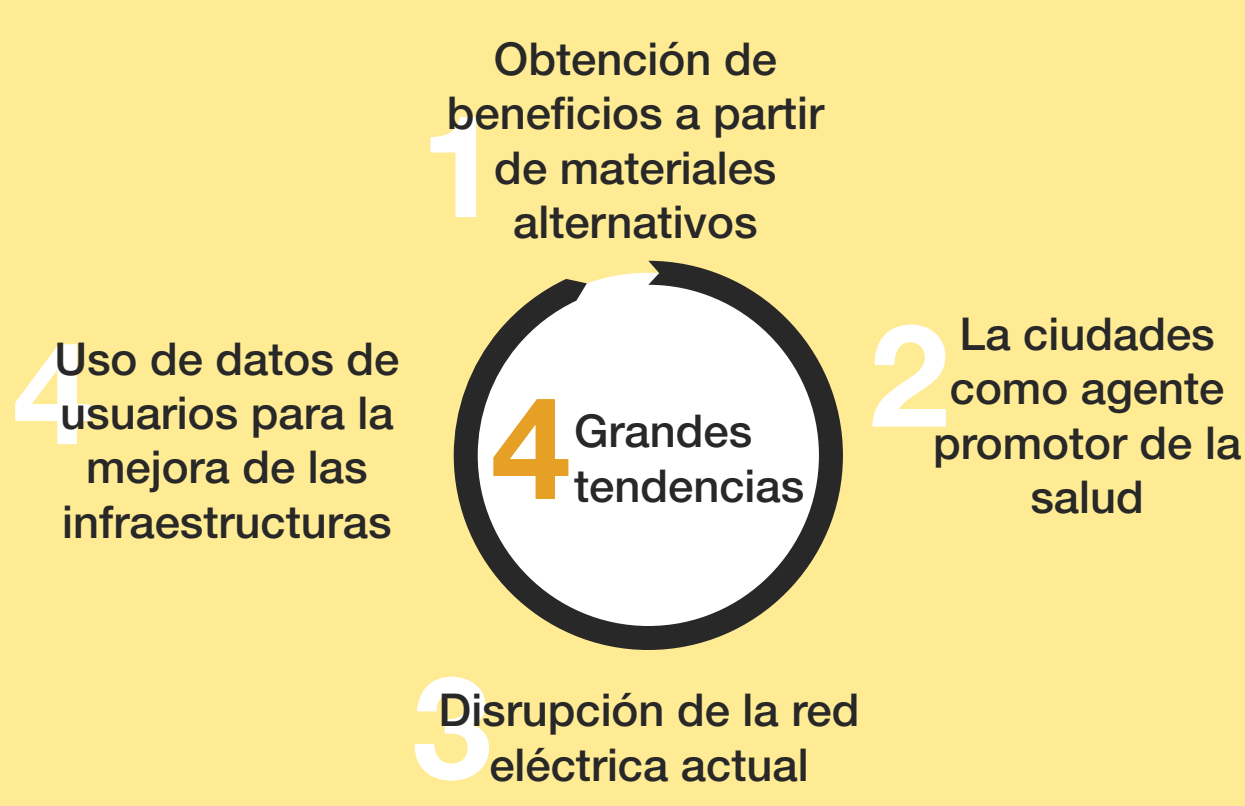 1
Obtención de
beneficios a partir
de materiales
alternativos
2
La ciudades
como agente
promotor de la
salud
3
Disrupción de la red
eléctrica actual
4
Uso de datos de
usuarios para la
mejora de las
infraestructuras
4
Grandes
tendencias